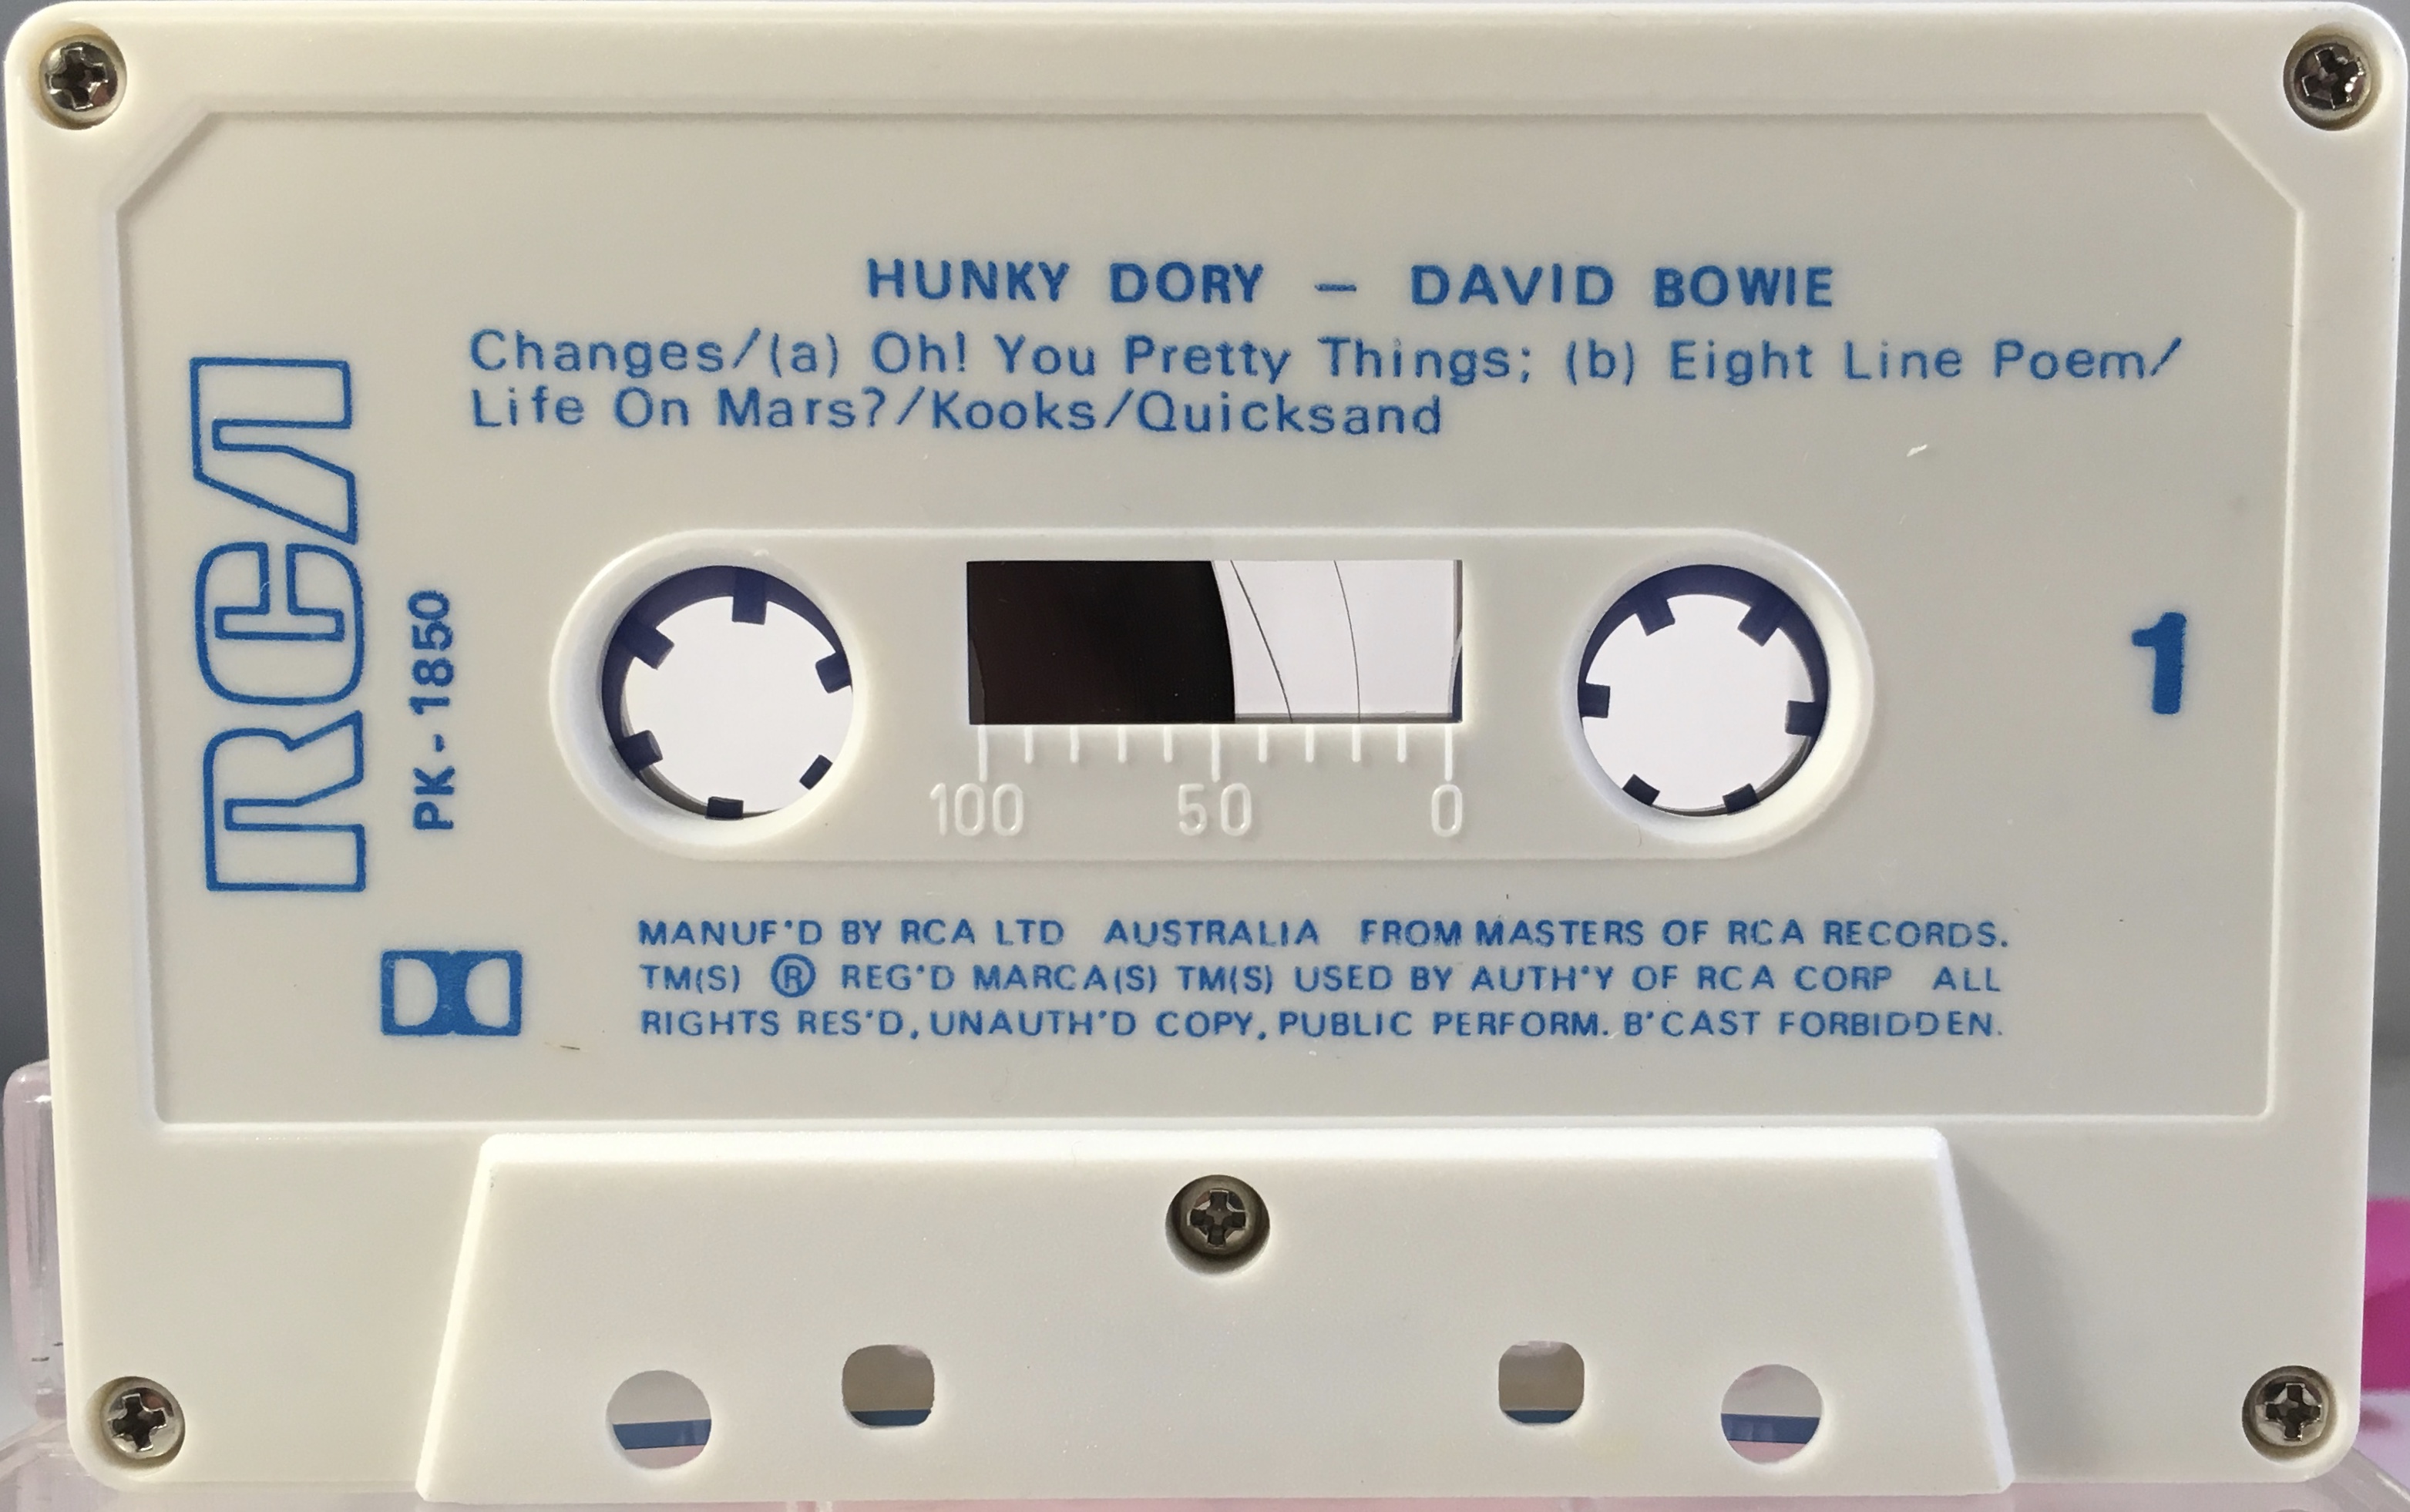 HUNKY DORY — DAVID BOWIE
Changes/(a) Oh! You Pretty Things; (b) Eight Line Poem/
Life On Mars?/Kooks/Quicksand
RCA
PK-1850
1
100 50 0
MANUF'D BY RCA LTD AUSTRALIA FROM MASTERS OF RCA RECORDS.
TM(S) ® REG'D MARCA(S) TM(S) USED BY AUTH'Y OF RCA CORP ALL
RIGHTS RES'D, UNAUTH'D COPY, PUBLIC PERFORM. B'CAST FORBIDDEN.